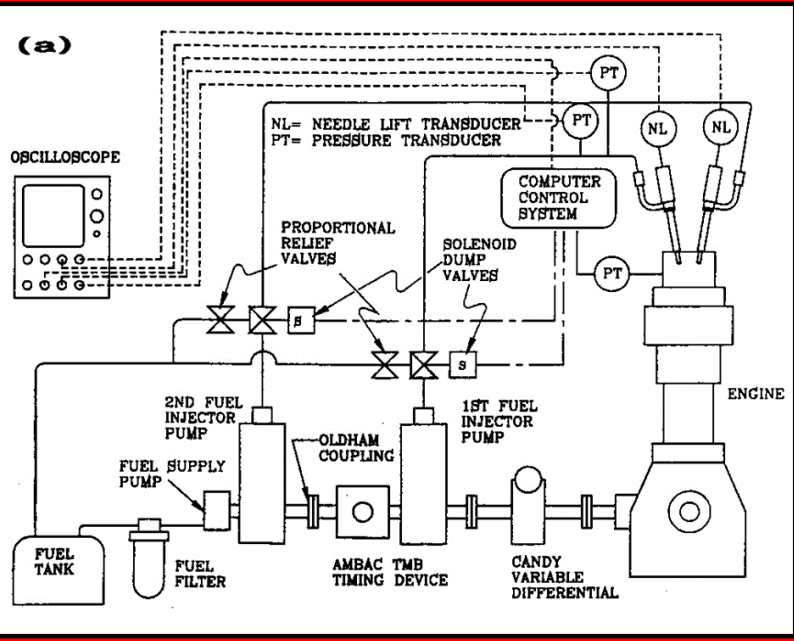 (a)
PT
NL= NEEDLE LIFT TRANSDUCER
PT= PRESSURE TRANSDUCER
PT
NL
NL
OSCILLOSCOPE
COMPUTER
CONTROL
SYSTEM
PROPORTIONAL
RELIEF
VALVES
SOLENOID
DUMP
VALVES
PT
S
S
ENGINE
2ND FUEL
INJECTOR
PUMP
1ST FUEL
INJECTOR
PUMP
OLDHAM
COUPLING
FUEL SUPPLY
PUMP
FUEL
TANK
FUEL
FILTER
AMBAC TMB
TIMING DEVICE
CANDY
VARIABLE
DIFFERENTIAL